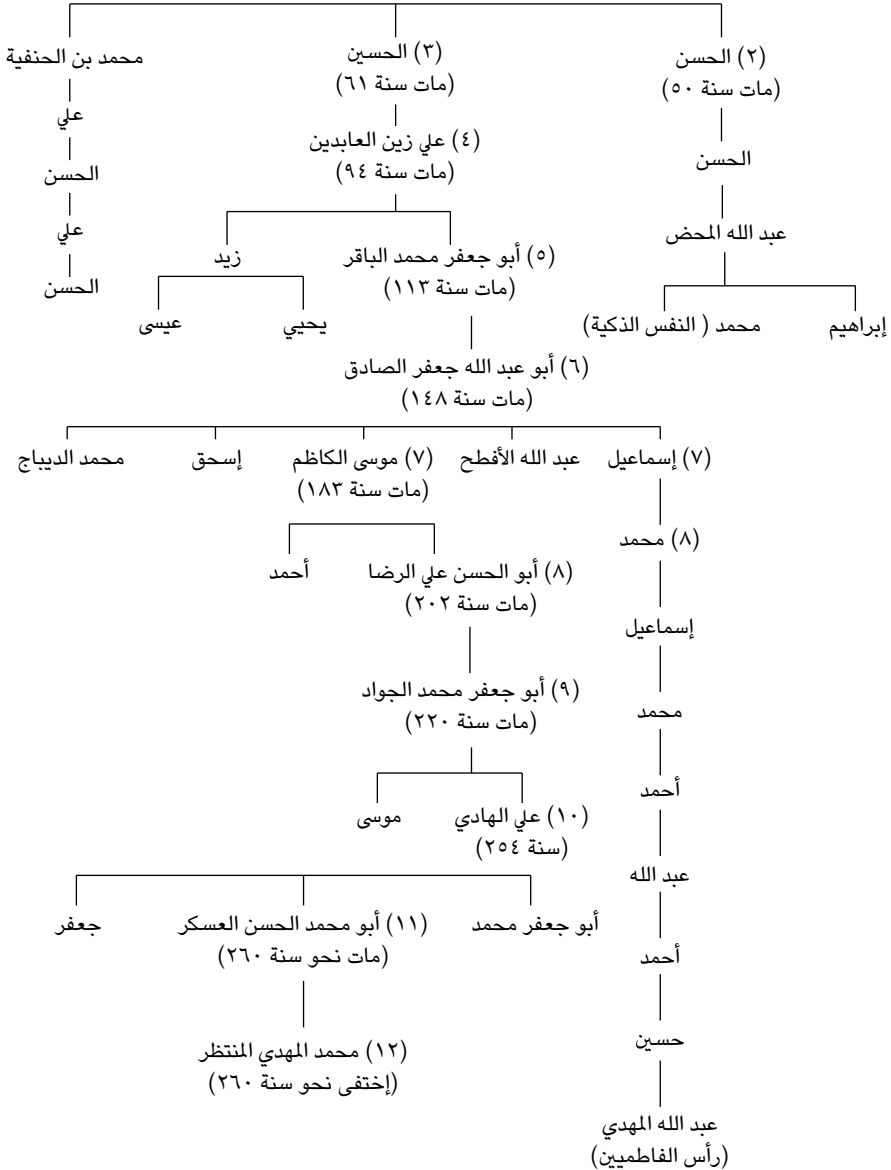 (٢) الحسن
(مات سنة ٥٠)
(٣) الحسين
(مات سنة ٦١)
محمد بن الحنفية
علي
(٤) علي زين العابدين
(مات سنة ٩٤)
الحسن
الحسن
علي
عبد الله المحض
(٥) أبو جعفر محمد الباقر
(مات سنة ١١٣)
زيد
الحسن
إبراهيم
محمد ( النفس الذكية)
يحيي
عيسى
(٦) أبو عبد الله جعفر الصادق
(مات سنة ١٤٨)
(٧) إسماعيل
عبد الله الأفطح
(٧) موسى الكاظم
(مات سنة ١٨٣)
إسحق
محمد الديباج
(٨) محمد
(٨) أبو الحسن علي الرضا
(مات سنة ٢٠٢)
أحمد
إسماعيل
(٩) أبو جعفر محمد الجواد
(مات سنة ٢٢٠)
محمد
أحمد
(١٠) علي الهادي
(سنة ٢٥٤)
موسى
عبد الله
أبو جعفر محمد
(١١) أبو محمد الحسن العسكر
(مات نحو سنة ٢٦٠)
جعفر
أحمد
حسين
(١٢) محمد المهدي المنتظر
(إختفى نحو سنة ٢٦٠)
عبد الله المهدي
(رأس الفاطميين)